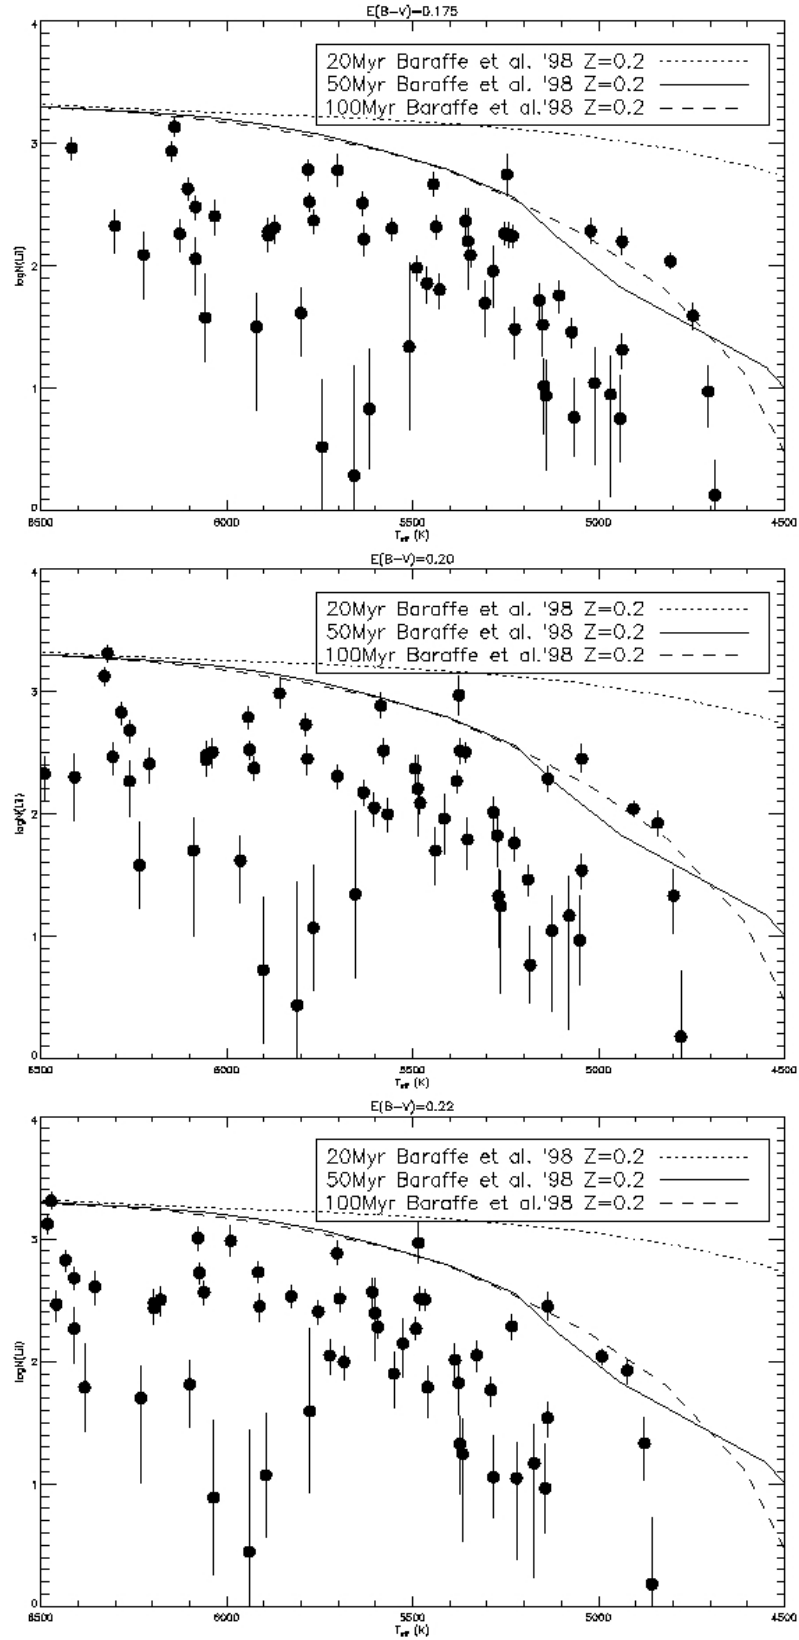 E(B-V)=0.175
4
20Myr Baraffe et al. '98 Z=0.2
50Myr Baraffe et al. '98 Z=0.2
100Myr Baraffe et al.'98 Z=0.2
3
logN(LiI)
2
1
0
6500 6000 5500 5000 4500
Teff (K)
E(B-V)=0.20
4
20Myr Baraffe et al. '98 Z=0.2
50Myr Baraffe et al. '98 Z=0.2
100Myr Baraffe et al.'98 Z=0.2
3
logN(LiI)
2
1
0
6500 6000 5500 5000 4500
Teff (K)
E(B-V)=0.22
4
20Myr Baraffe et al. '98 Z=0.2
50Myr Baraffe et al. '98 Z=0.2
100Myr Baraffe et al.'98 Z=0.2
3
logN(LiI)
2
1
0
6500 6000 5500 5000 4500
Teff (K)